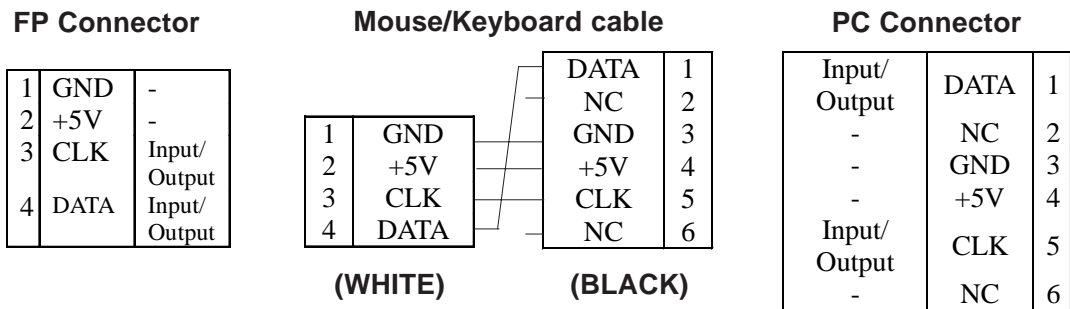 FP Connector
Mouse/Keyboard cable
PC Connector
1 GND -
2 +5V -
3 CLK Input/
Output
4 DATA Input/
Output
1 GND
2 +5V
3 CLK
4 DATA
(WHITE)
DATA 1
NC 2
GND 3
+5V 4
CLK 5
NC 6
(BLACK)
Input/
Output DATA 1
- NC 2
- GND 3
- +5V 4
Input/
Output CLK 5
- NC 6